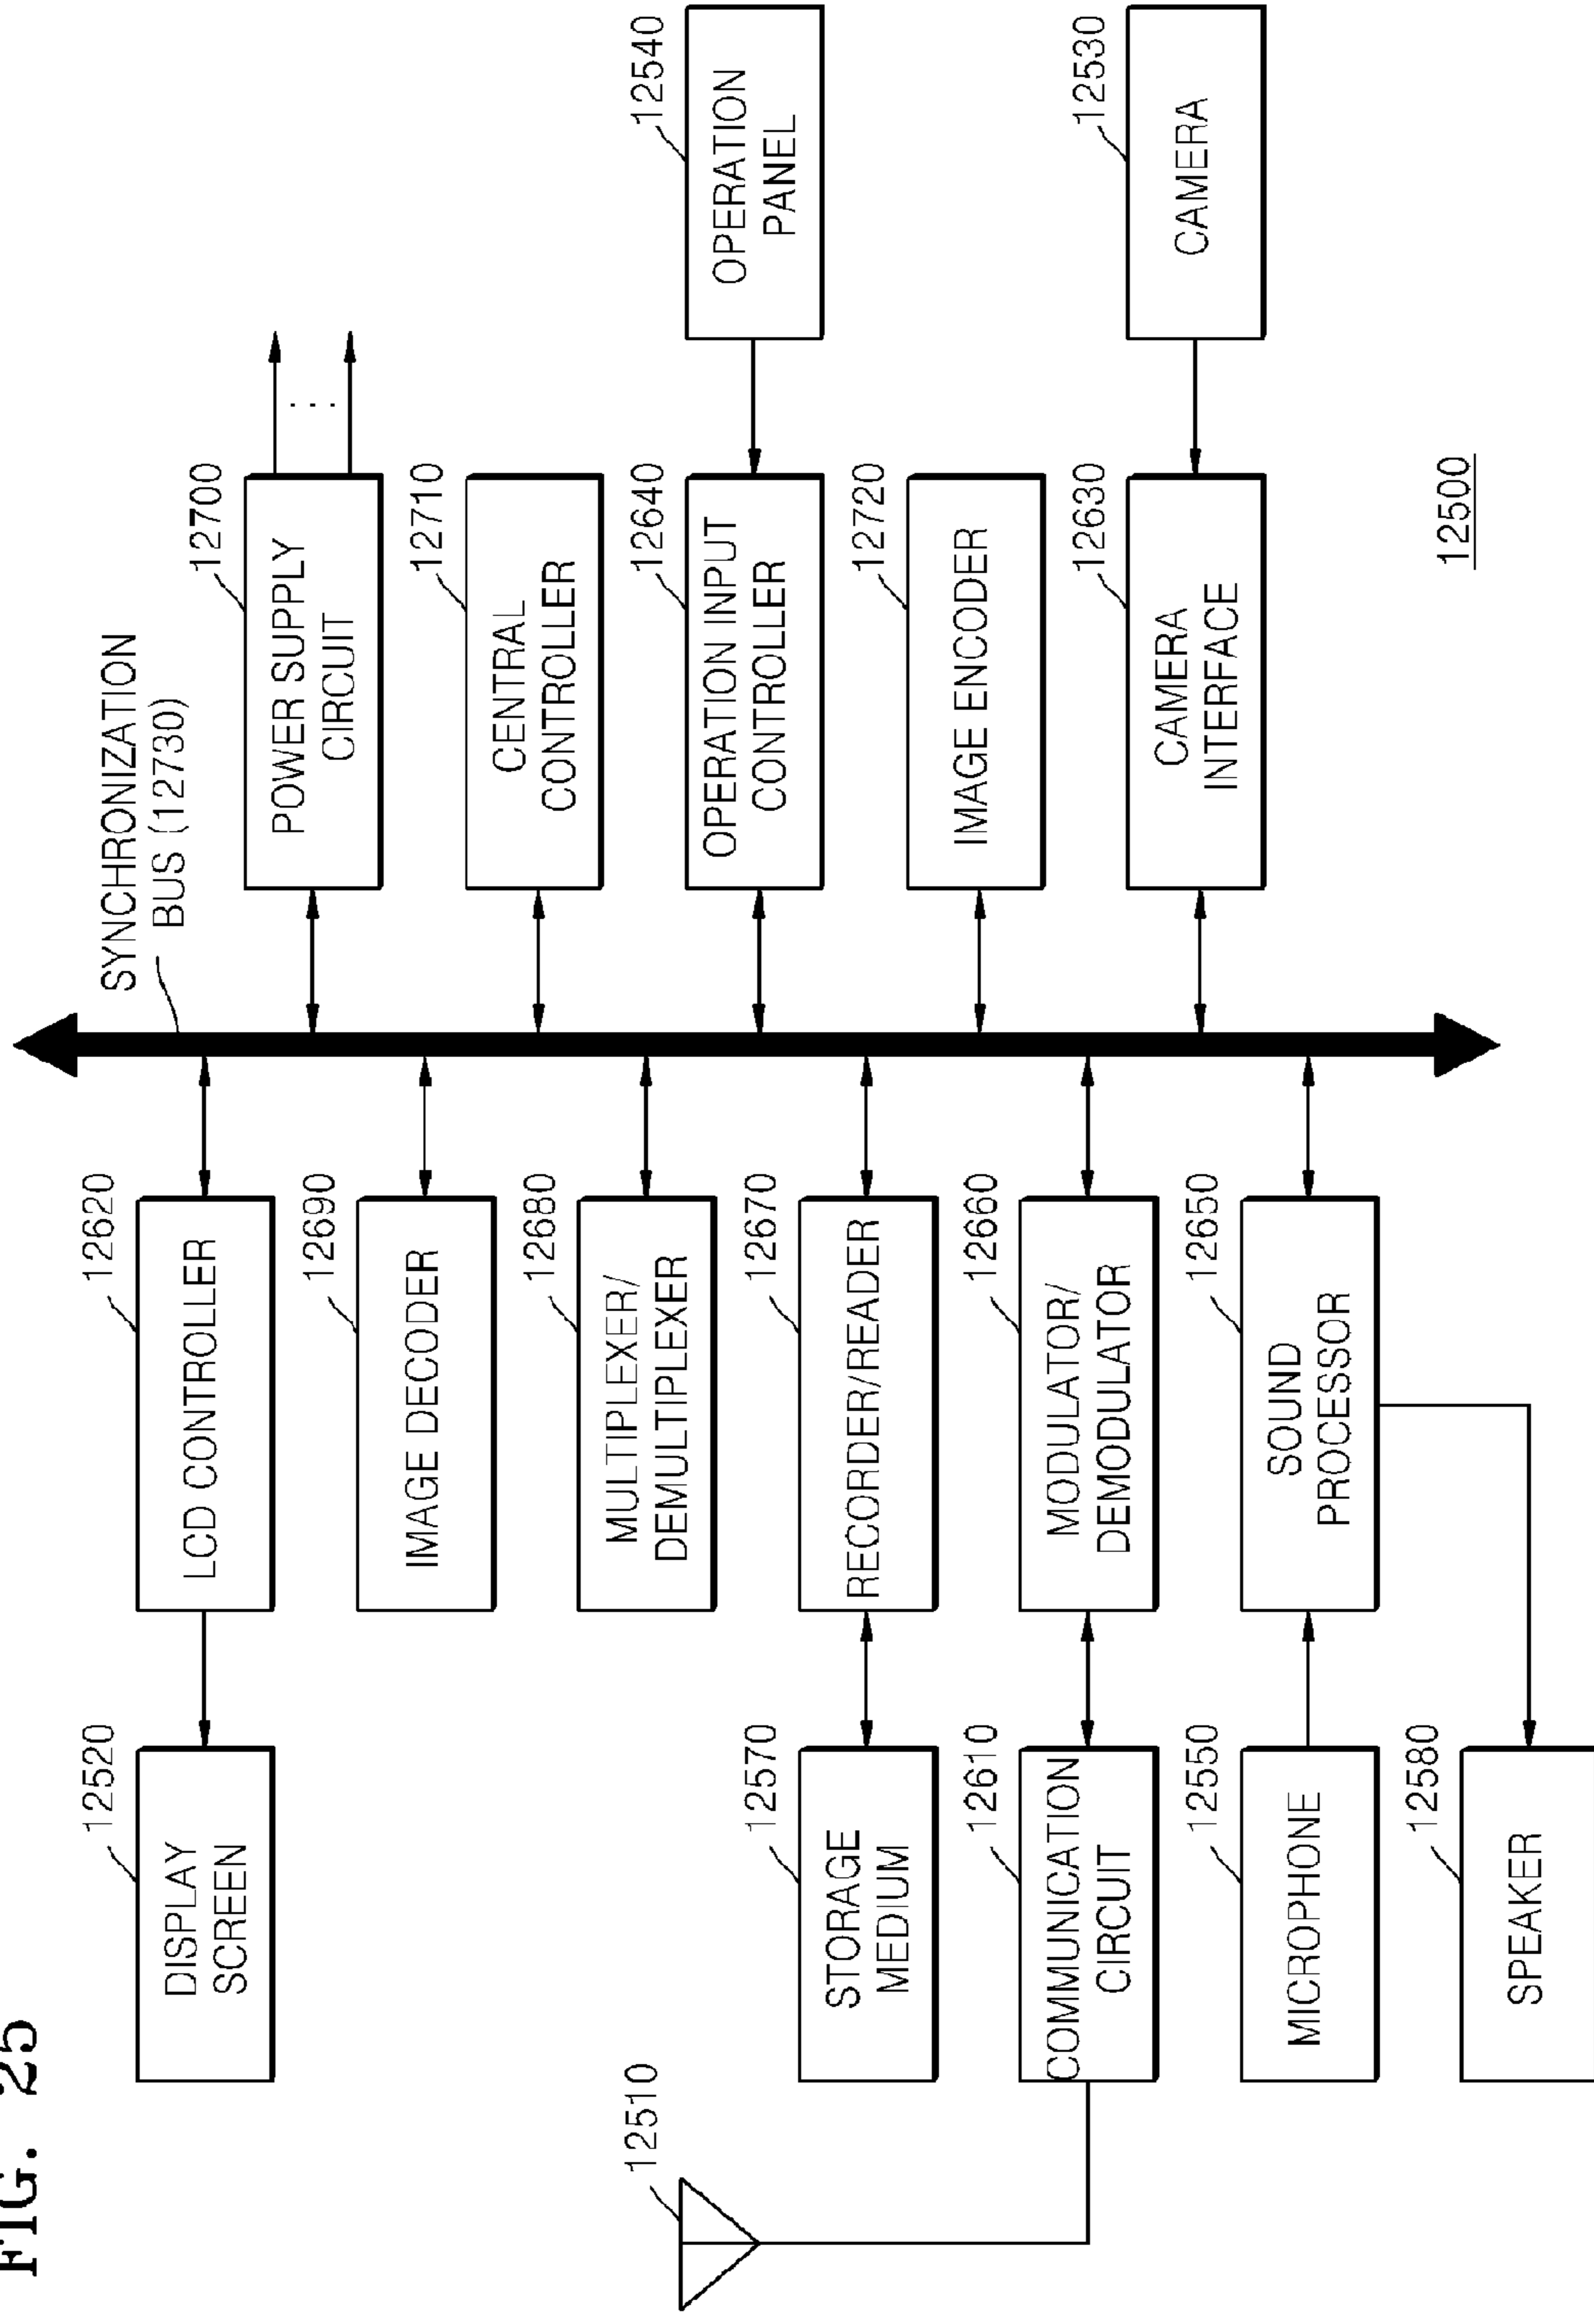 FIG. 25
SYNCHRONIZATION
BUS (12730)
12520
DISPLAY
SCREEN
12620
LCD CONTROLLER
12700
POWER SUPPLY
CIRCUIT
12690
IMAGE DECODER
12710
CENTRAL
CONTROLLER
12510
12680
MULTIPLEXER/
DEMULTIPLEXER
12640
OPERATION INPUT
CONTROLLER
12540
OPERATION
PANEL
12570
STORAGE
MEDIUM
12670
RECORDER/READER
12720
IMAGE ENCODER
12610
COMMUNICATION
CIRCUIT
12660
MODULATOR/
DEMODULATOR
12630
CAMERA
INTERFACE
12530
CAMERA
12550
MICROPHONE
12650
SOUND
PROCESSOR
12580
SPEAKER
12500